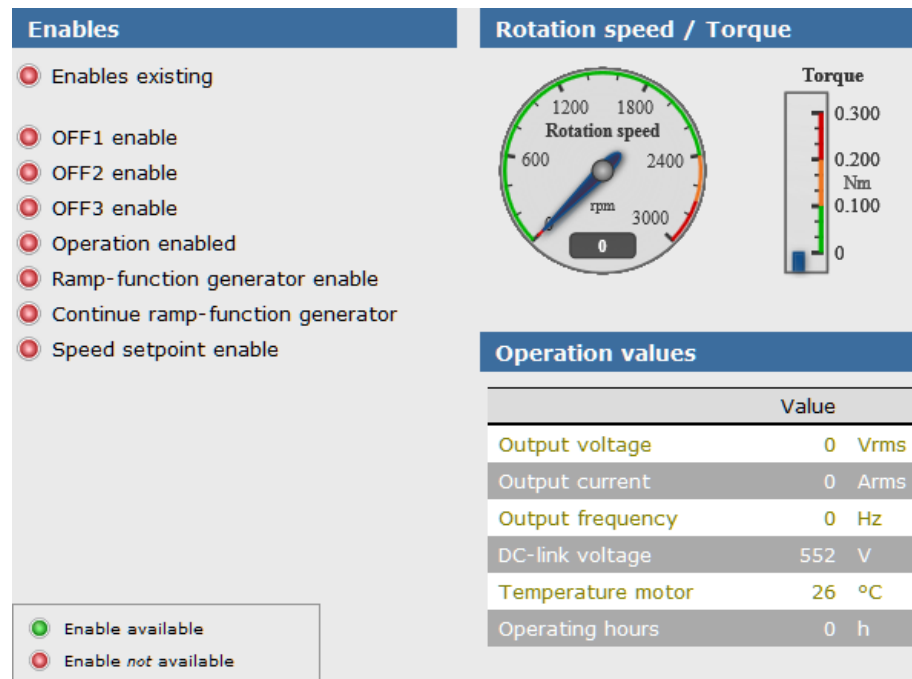 Enables
Enables existing
OFF1 enable
OFF2 enable
OFF3 enable
Operation enabled
Ramp-function generator enable
Continue ramp-function generator
Speed setpoint enable
Enable available
Enable not available
Rotation speed / Torque
1200 1800
Rotation speed
600 2400
rpm
0 3000
0
Torque
0.300
0.200
Nm
0.100
0
Operation values
Value
Output voltage 0 Vrms
Output current 0 Arms
Output frequency 0 Hz
DC-link voltage 552 V
Temperature motor 26 °C
Operating hours 0 h